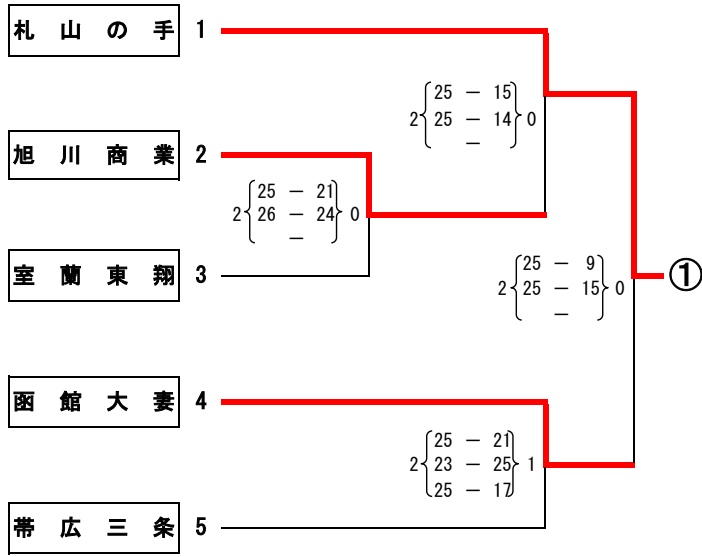 札山の手 1
25 － 15
2 25 － 14 0
－
旭川商業 2
25 － 21
2 26 － 24 0
－
室蘭東翔 3
25 － 9
2 25 － 15 0
－
①
函館大妻 4
25 － 21
2 23 － 25 1
25 － 17
帯広三条 5